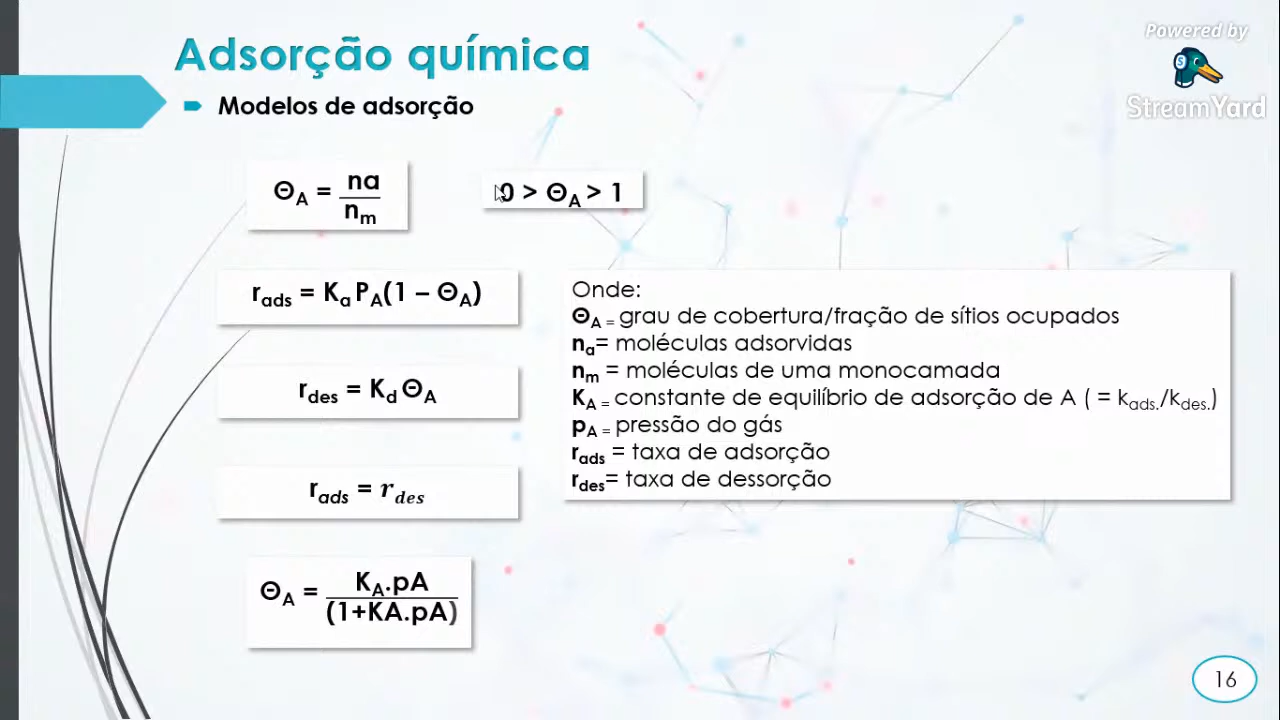 Adsorção química
Powered by
StreamYard
Modelos de adsorção
ΘA = na/nm
0 > ΘA > 1
rads = Ka PA(1 – ΘA)
rdes = Kd ΘA
rads = rdes
ΘA = KA.pA/(1+KA.pA)
Onde:
ΘA = grau de cobertura/fração de sítios ocupados
na= moléculas adsorvidas
nm = moléculas de uma monocamada
KA = constante de equilíbrio de adsorção de A ( = kads./kdes.)
pA = pressão do gás
rads = taxa de adsorção
rdes= taxa de dessorção
16